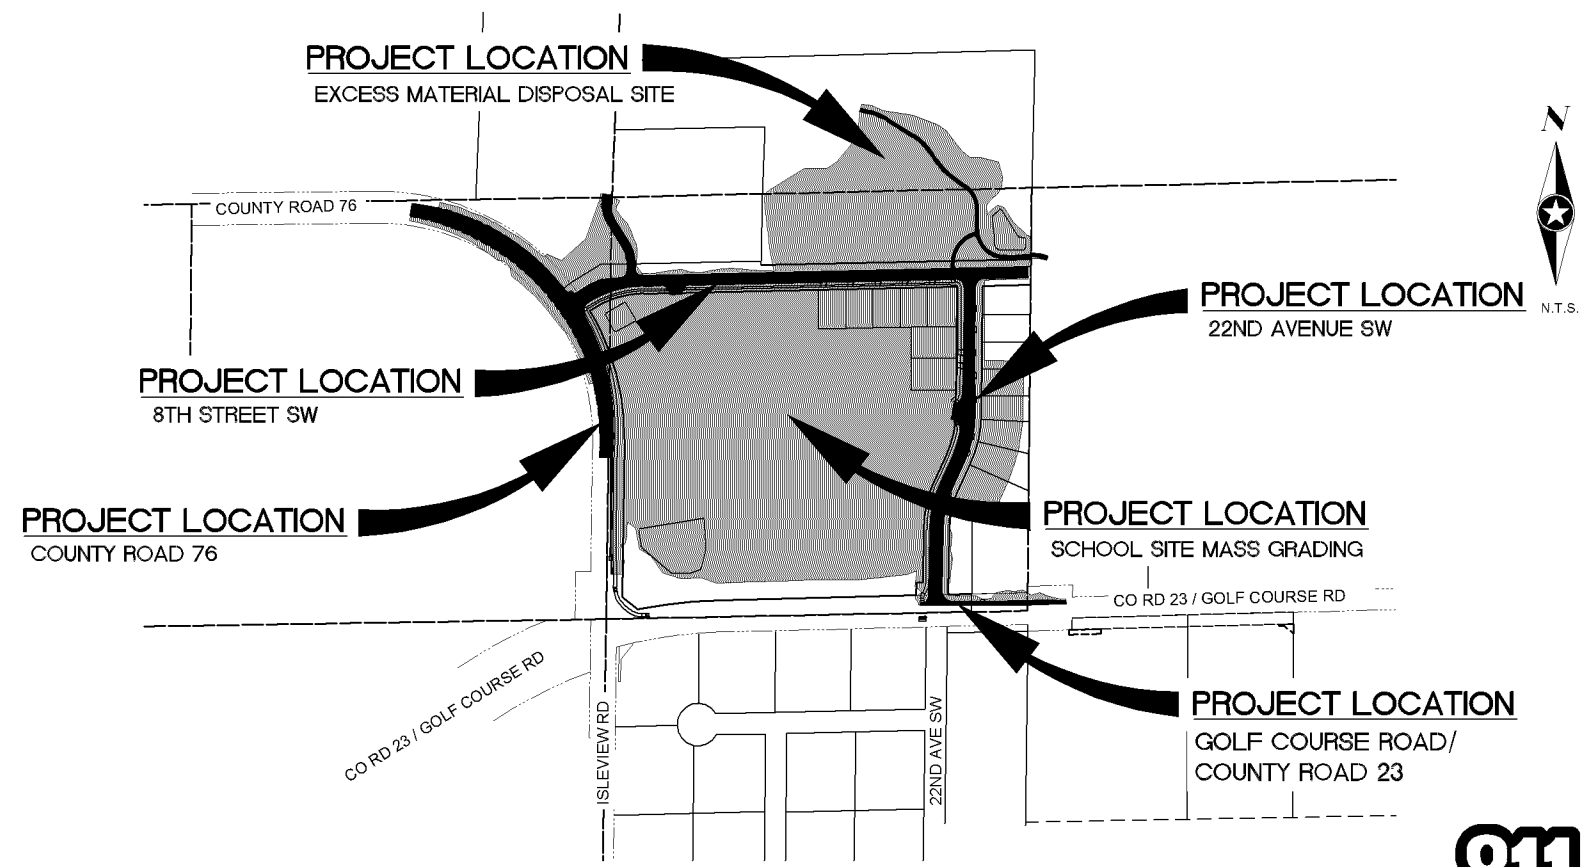 PROJECT LOCATION
EXCESS MATERIAL DISPOSAL SITE
N
N.T.S.
COUNTY ROAD 76
PROJECT LOCATION
22ND AVENUE SW
PROJECT LOCATION
8TH STREET SW
PROJECT LOCATION
COUNTY ROAD 76
PROJECT LOCATION
SCHOOL SITE MASS GRADING
CO RD 23 / GOLF COURSE RD
CO RD 23 / GOLF COURSE RD
ISLEVIEW RD
22ND AVE SW
PROJECT LOCATION
GOLF COURSE ROAD/
COUNTY ROAD 23